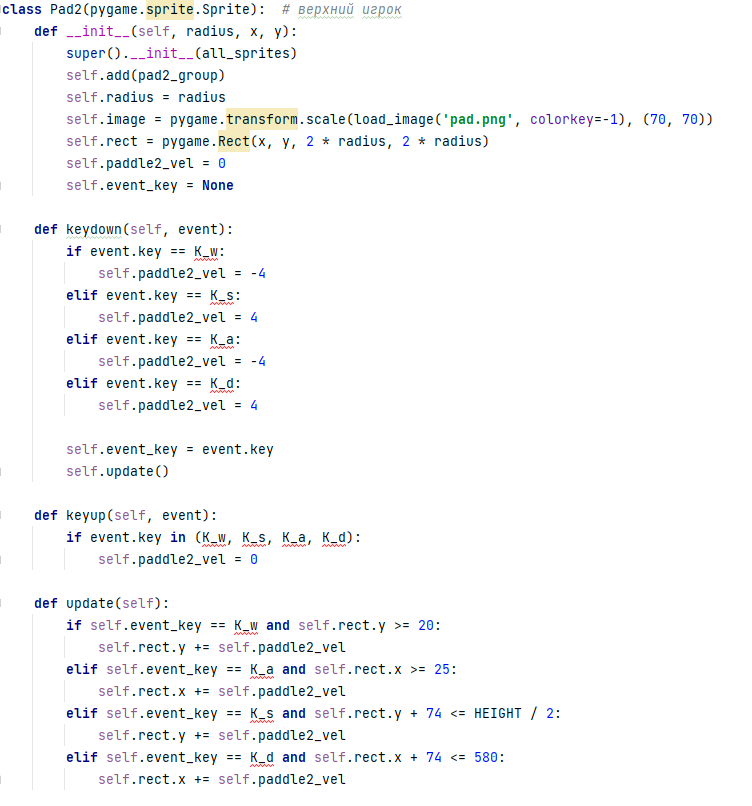 class Pad2(pygame.sprite.Sprite):  # верхний игрок
    def __init__(self, radius, x, y):
        super().__init__(all_sprites)
        self.add(pad2_group)
        self.radius = radius
        self.image = pygame.transform.scale(load_image('pad.png', colorkey=-1), (70, 70))
        self.rect = pygame.Rect(x, y, 2 * radius, 2 * radius)
        self.paddle2_vel = 0
        self.event_key = None

    def keydown(self, event):
        if event.key == K_w:
            self.paddle2_vel = -4
        elif event.key == K_s:
            self.paddle2_vel = 4
        elif event.key == K_a:
            self.paddle2_vel = -4
        elif event.key == K_d:
            self.paddle2_vel = 4

        self.event_key = event.key
        self.update()

    def keyup(self, event):
        if event.key in (K_w, K_s, K_a, K_d):
            self.paddle2_vel = 0

    def update(self):
        if self.event_key == K_w and self.rect.y >= 20:
            self.rect.y += self.paddle2_vel
        elif self.event_key == K_a and self.rect.x >= 25:
            self.rect.x += self.paddle2_vel
        elif self.event_key == K_s and self.rect.y + 74 <= HEIGHT / 2:
            self.rect.y += self.paddle2_vel
        elif self.event_key == K_d and self.rect.x + 74 <= 580:
            self.rect.x += self.paddle2_vel